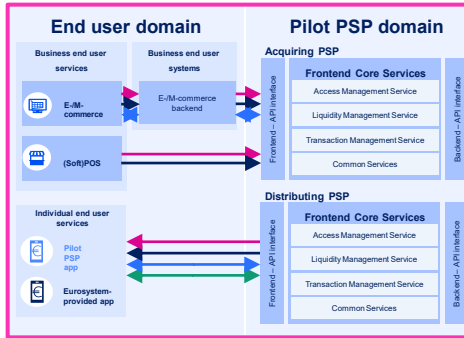 End user domain
Pilot PSP domain
Business end user
services
Business end user
systems
E-/M-
commerce
E-/M-commerce
backend
(Soft)POS
Individual end user
services
Pilot
PSP
app
Eurosystem-
provided app
Acquiring PSP
Frontend – API interface
Frontend Core Services
Access Management Service
Liquidity Management Service
Transaction Management Service
Common Services
Backend – API interface
Distributing PSP
Frontend – API interface
Frontend Core Services
Access Management Service
Liquidity Management Service
Transaction Management Service
Common Services
Backend – API interface